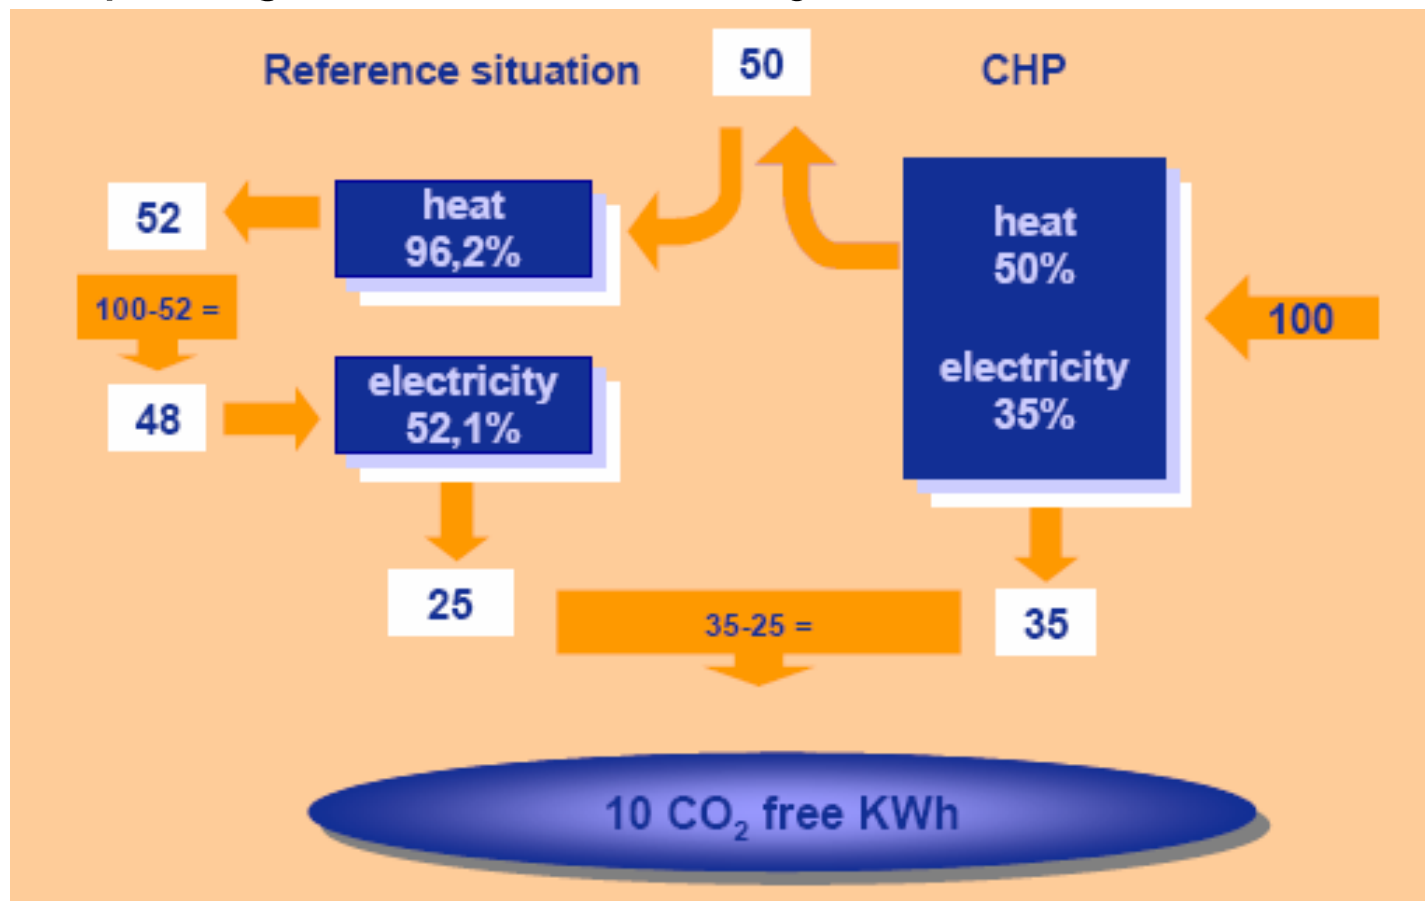 Reference situation
50
CHP
52
heat
96,2%
heat
50%
100-52 =
100
electricity
52,1%
electricity
35%
48
25
35-25 =
35
10 CO₂ free KWh